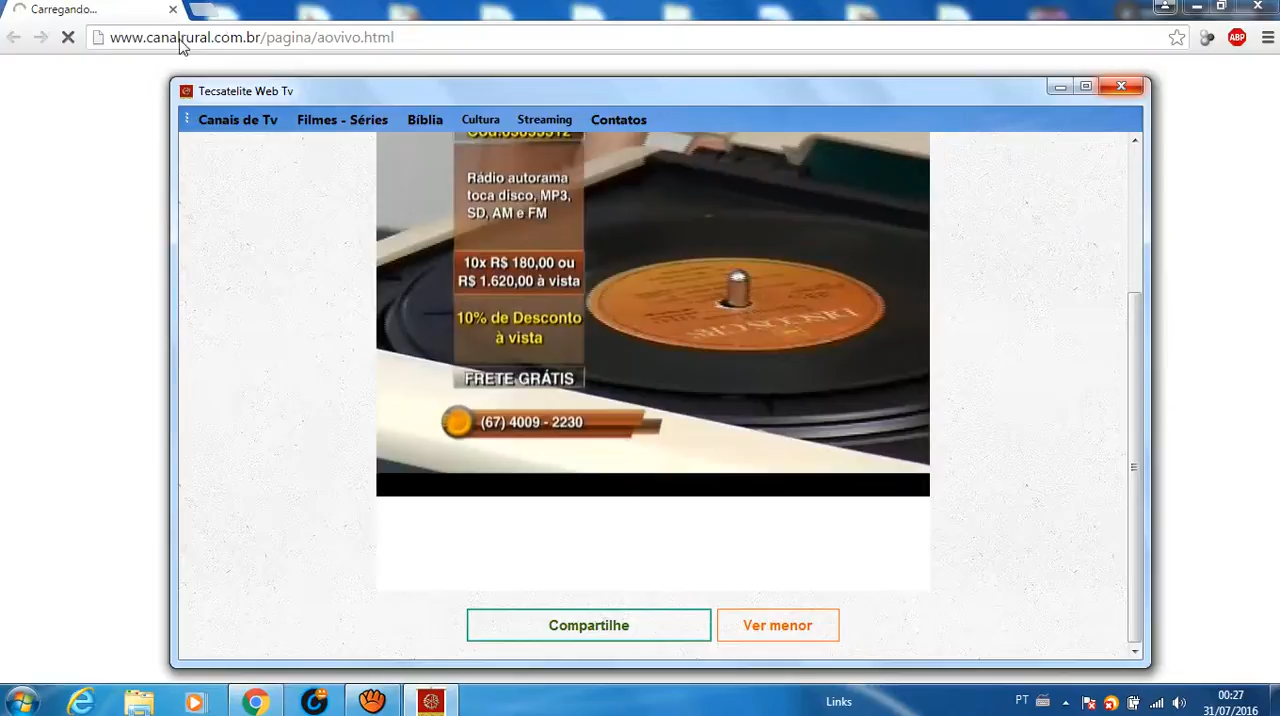 Carregando...
www.canalrural.com.br/pagina/aovivo.html
ABP
Tecsatelite Web Tv
Canais de Tv Filmes - Séries Bíblia Cultura Streaming Contatos
Rádio autorama
toca disco, MP3,
SD, AM e FM
10x R$ 180,00 ou
R$ 1.620,00 à vista
10% de Desconto
à vista
FRETE GRÁTIS
(67) 4009 - 2230
Compartilhe
Ver menor
Links
PT
00:27
31/07/2016